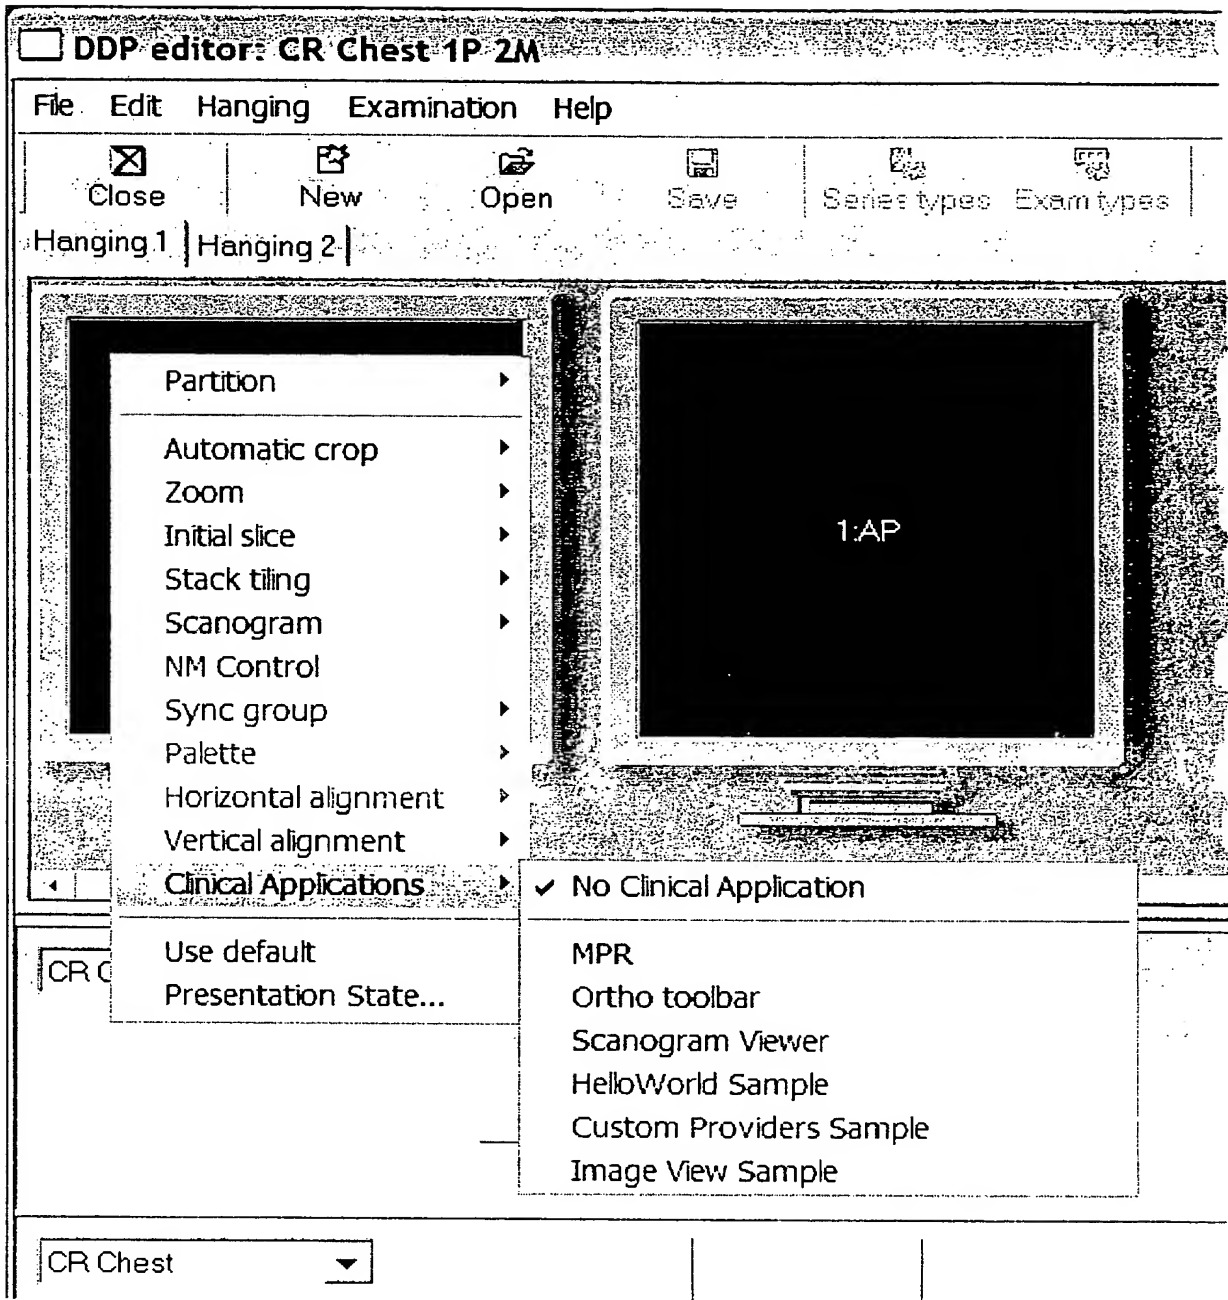 DDP editor: CR Chest 1P 2M
File Edit Hanging Examination Help
Close New Open Save Series types Exam types
Hanging 1 Hanging 2
Partition
Automatic crop
Zoom
Initial slice
1:AP
Stack tiling
Scanogram
NM Control
Sync group
Palette
Horizontal alignment
Vertical alignment
Clinical Applications ✓ No Clinical Application
Use default MPR
CR C
Presentation State... Ortho toolbar
Scanogram Viewer
HelloWorld Sample
Custom Providers Sample
Image View Sample
CR Chest